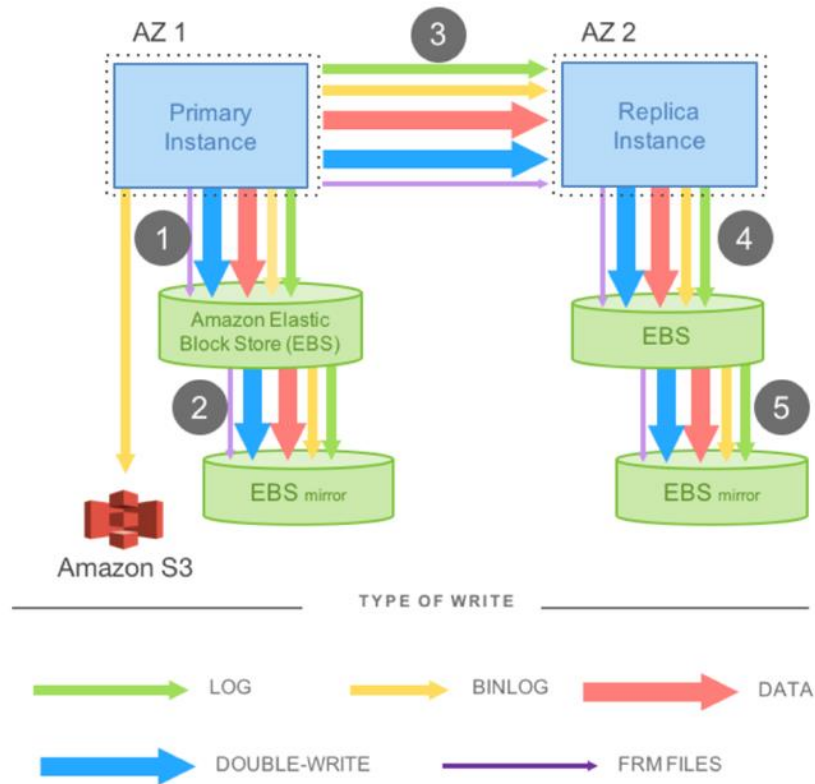 AZ 1
3
AZ 2
Primary
Instance
Replica
Instance
1
4
Amazon Elastic
Block Store (EBS)
EBS
2
5
EBS mirror
EBS mirror
Amazon S3
TYPE OF WRITE
LOG
BINLOG
DATA
DOUBLE-WRITE
FRM FILES